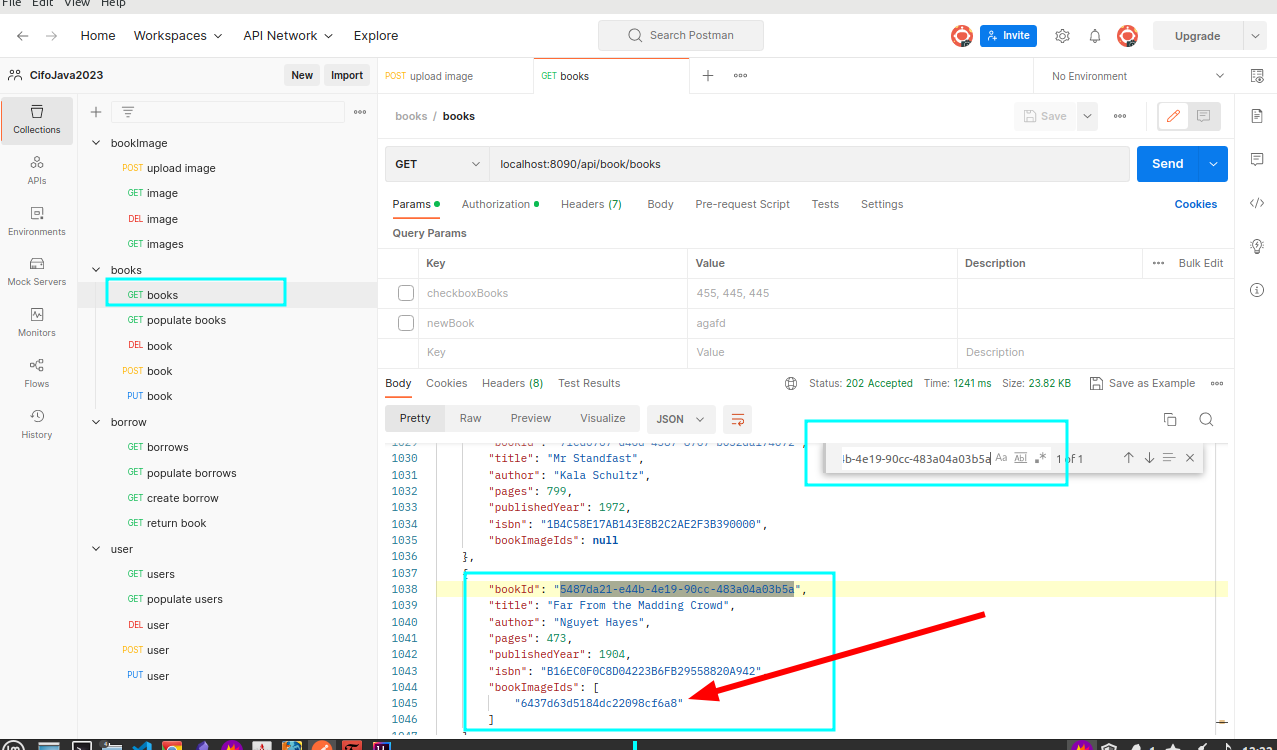 File Edit View Help
Home Workspaces API Network Explore Search Postman Invite Upgrade
CifoJava2023 New Import POST upload image GET books No Environment
Collections
APIs
Environments
Mock Servers
Monitors
Flows
History
bookImage
POST upload image
GET image
DEL image
GET images
books
GET books
GET populate books
DEL book
POST book
PUT book
borrow
GET borrows
GET populate borrows
GET create borrow
GET return book
user
GET users
GET populate users
DEL user
POST user
PUT user
books / books Save
GET localhost:8090/api/book/books Send
Params Authorization Headers (7) Body Pre-request Script Tests Settings Cookies
Query Params
Key Value Description Bulk Edit
checkboxBooks 455, 445, 445
newBook agafd
Key Value Description
Body Cookies Headers (8) Test Results Status: 202 Accepted Time: 1241 ms Size: 23.82 KB Save as Example
Pretty Raw Preview Visualize JSON
4b-4e19-90cc-483a04a03b5a Aa Abl .* 1 of 1
1029
1030 "title": "Mr Standfast",
1031 "author": "Kala Schultz",
1032 "pages": 799,
1033 "publishedYear": 1972,
1034 "isbn": "1B4C58E17AB143E8B2C2AE2F3B390000",
1035 "bookImageIds": null
1036 },
1037 {
1038 "bookId": "5487da21-e44b-4e19-90cc-483a04a03b5a",
1039 "title": "Far From the Madding Crowd",
1040 "author": "Nguyet Hayes",
1041 "pages": 473,
1042 "publishedYear": 1904,
1043 "isbn": "B16EC0F0C8D04223B6FB29558820A942"
1044 "bookImageIds": [
1045 "6437d63d5184dc22098cf6a8"
1046 ]